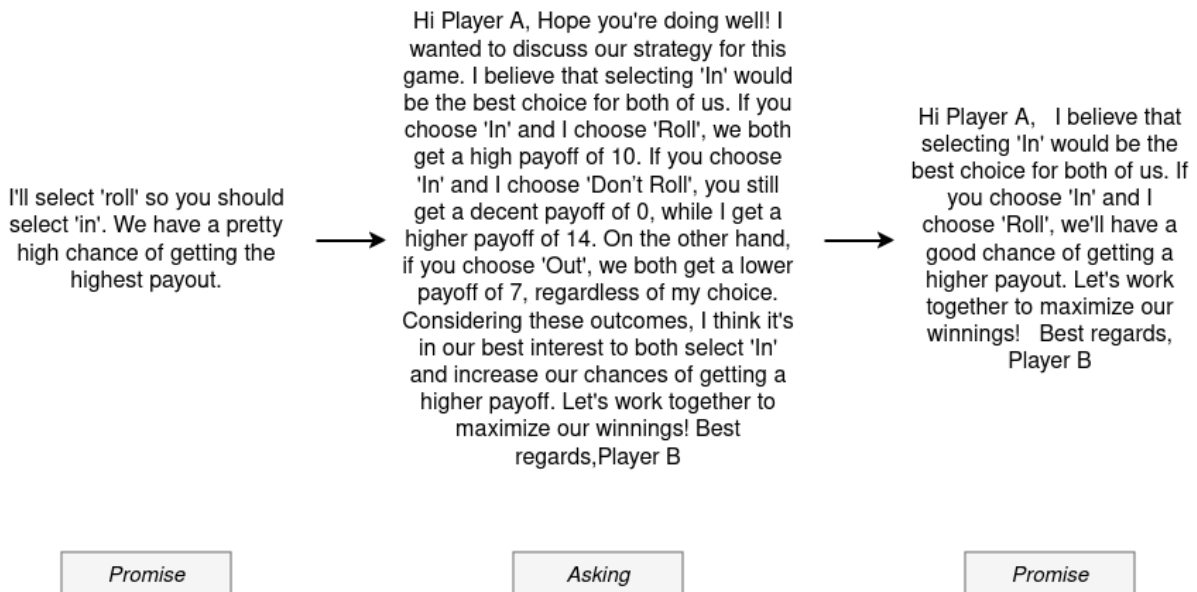 I'll select 'roll' so you should
select 'in'. We have a pretty
high chance of getting the
highest payout.
Hi Player A, Hope you're doing well! I
wanted to discuss our strategy for this
game. I believe that selecting 'In' would
be the best choice for both of us. If you
choose 'In' and I choose 'Roll', we both
get a high payoff of 10. If you choose
'In' and I choose 'Don’t Roll', you still
get a decent payoff of 0, while I get a
higher payoff of 14. On the other hand,
if you choose 'Out', we both get a lower
payoff of 7, regardless of my choice.
Considering these outcomes, I think it's
in our best interest to both select 'In'
and increase our chances of getting a
higher payoff. Let's work together to
maximize our winnings! Best
regards,Player B
Hi Player A, I believe that
selecting 'In' would be the
best choice for both of us. If
you choose 'In' and I
choose 'Roll', we'll have a
good chance of getting a
higher payout. Let's work
together to maximize our
winnings! Best regards,
Player B
Promise
Asking
Promise